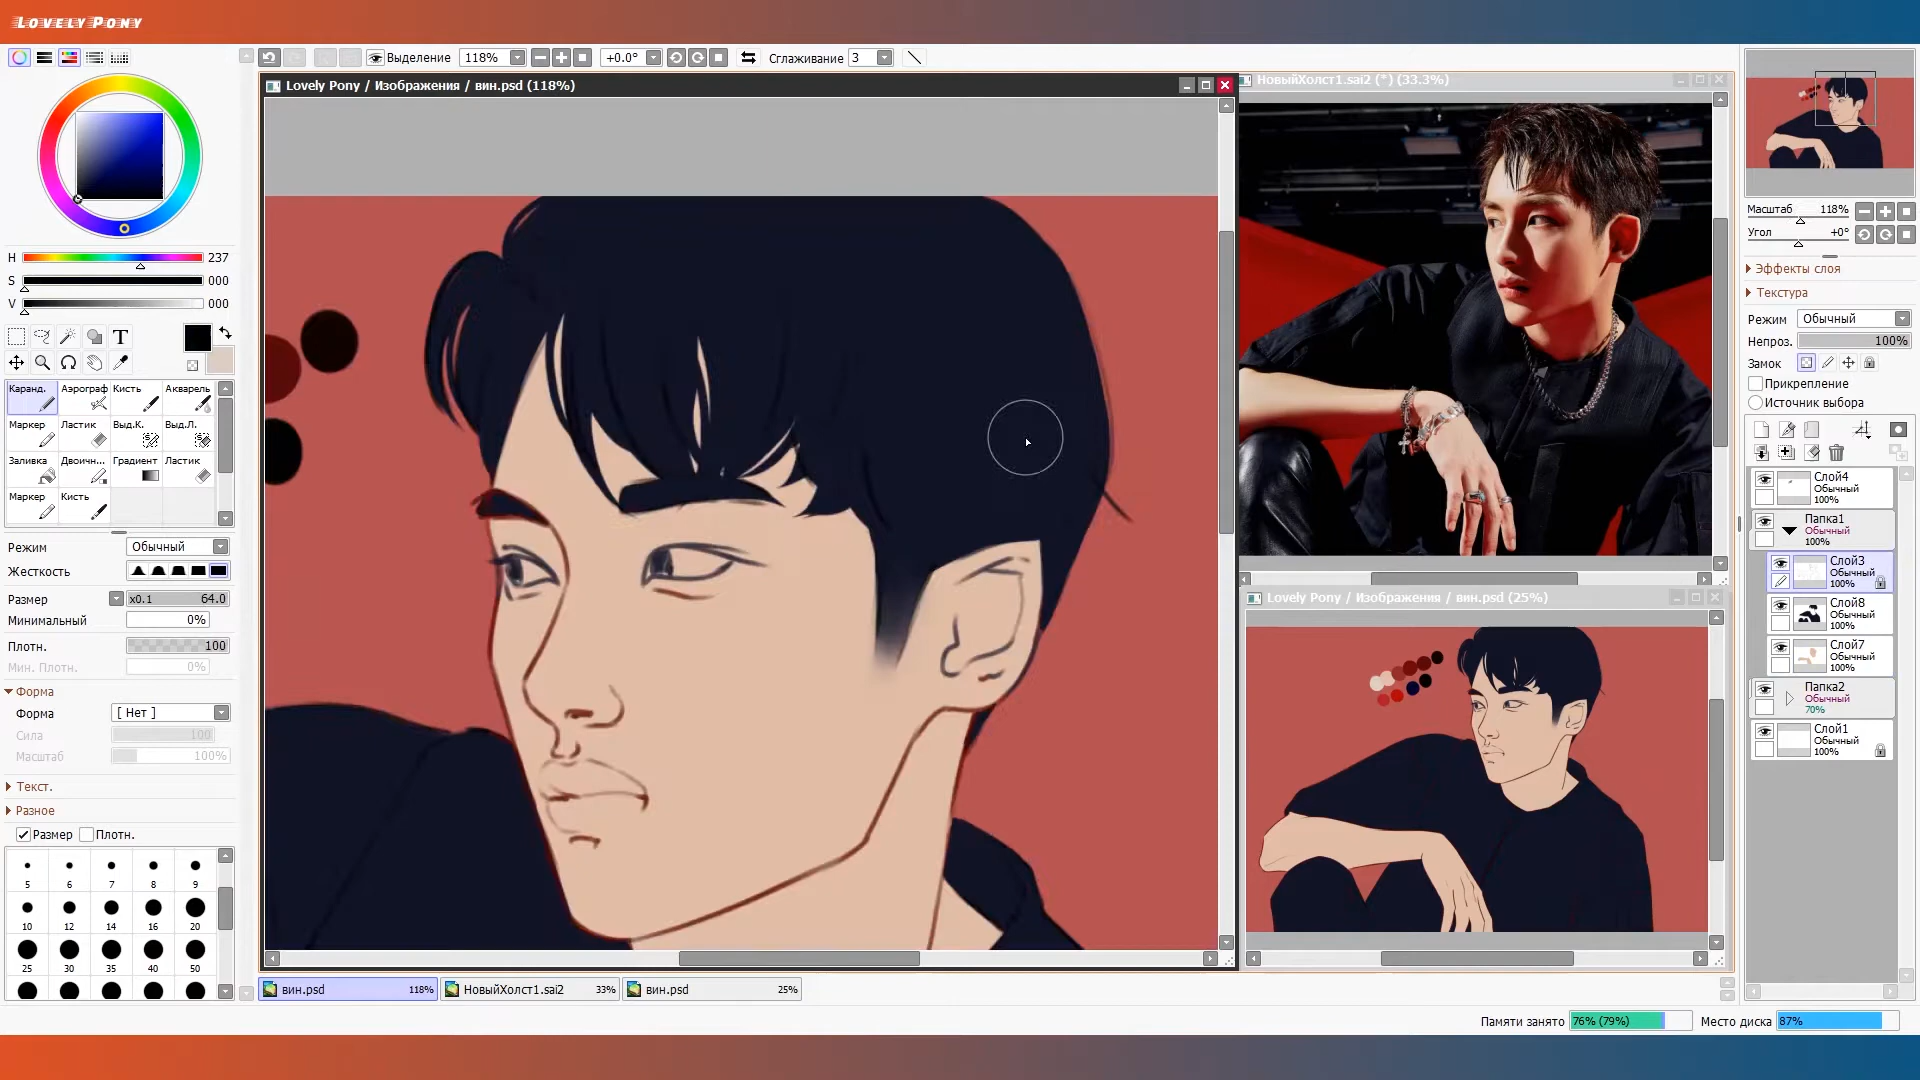 Lovely Pony
Выделение
118%
+0.0°
Сглаживание
3
Lovely Pony / Изображения / вин.psd (118%)
НовыйХолст1.sai2 (*) (33.3%)
H
237
S
000
V
000
T
Каранд.
Аэрограф
Кисть
Акварель
Маркер
Ластик
Выд.К.
Выд.Л.
Заливка
Двоичн...
Градиент
Ластик
Маркер
Кисть
Режим
Обычный
Жесткость
Размер
x0.1
64.0
Минимальный
0%
Плотн.
100
Мин. Плотн.
0%
Форма
Форма
[ Нет ]
Сила
100
Масштаб
100%
Текст.
Разное
Размер
Плотн.
5
6
7
8
9
10
12
14
16
20
25
30
35
40
50
Lovely Pony / Изображения / вин.psd (25%)
вин.psd
118%
НовыйХолст1.sai2
33%
вин.psd
25%
Масштаб
118%
Угол
+0°
Эффекты слоя
Текстура
Режим
Обычный
Непроз.
100%
Замок
Прикрепление
Источник выбора
Слой4
Обычный
100%
Папка1
Обычный
100%
Слой3
Обычный
100%
Слой8
Обычный
100%
Слой7
Обычный
100%
Папка2
Обычный
70%
Слой1
Обычный
100%
Памяти занято
76% (79%)
Место диска
87%